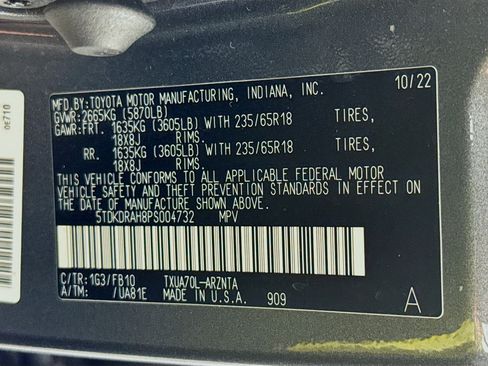 MFD.BY:TOYOTA MOTOR MANUFACTURING, INDIANA, INC. 10/22
GVWR:2665KG (5870LB)
GAWR:FRT. 1635KG (3605LB) WITH 235/65R18 TIRES,
18X8J RIMS
RR. 1635KG (3605LB) WITH 235/65R18 TIRES,
18X8J RIMS
THIS VEHICLE CONFORMS TO ALL APPLICABLE FEDERAL MOTOR
VEHICLE SAFETY AND THEFT PREVENTION STANDARDS IN EFFECT ON
THE DATE OF MANUFACTURE SHOWN ABOVE.
5TDKDRAH8PS004732 MPV
C/TR:1G3/FB10 TXUA70L-ARZNTA
A/TM: /UA81E MADE IN U.S.A. 909 A
0E710